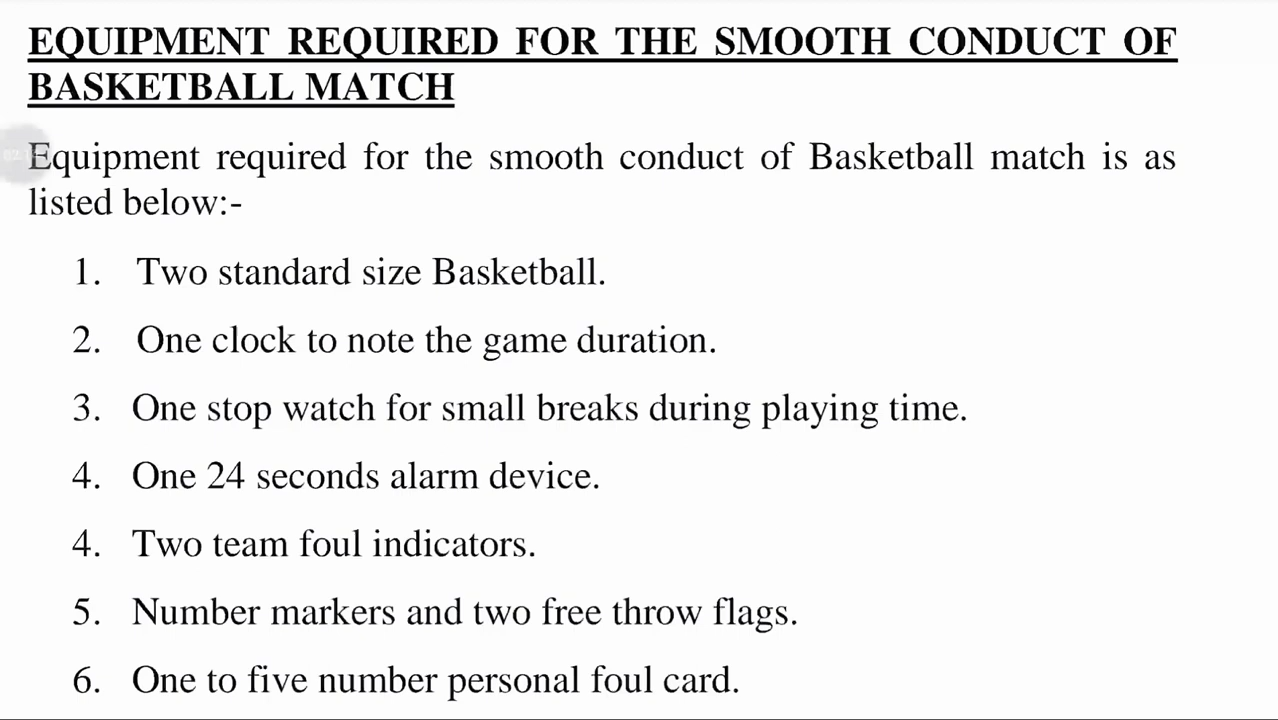 EQUIPMENT REQUIRED FOR THE SMOOTH CONDUCT OF
BASKETBALL MATCH
Equipment required for the smooth conduct of Basketball match is as
listed below:-
1. Two standard size Basketball.
2. One clock to note the game duration.
3. One stop watch for small breaks during playing time.
4. One 24 seconds alarm device.
4. Two team foul indicators.
5. Number markers and two free throw flags.
6. One to five number personal foul card.